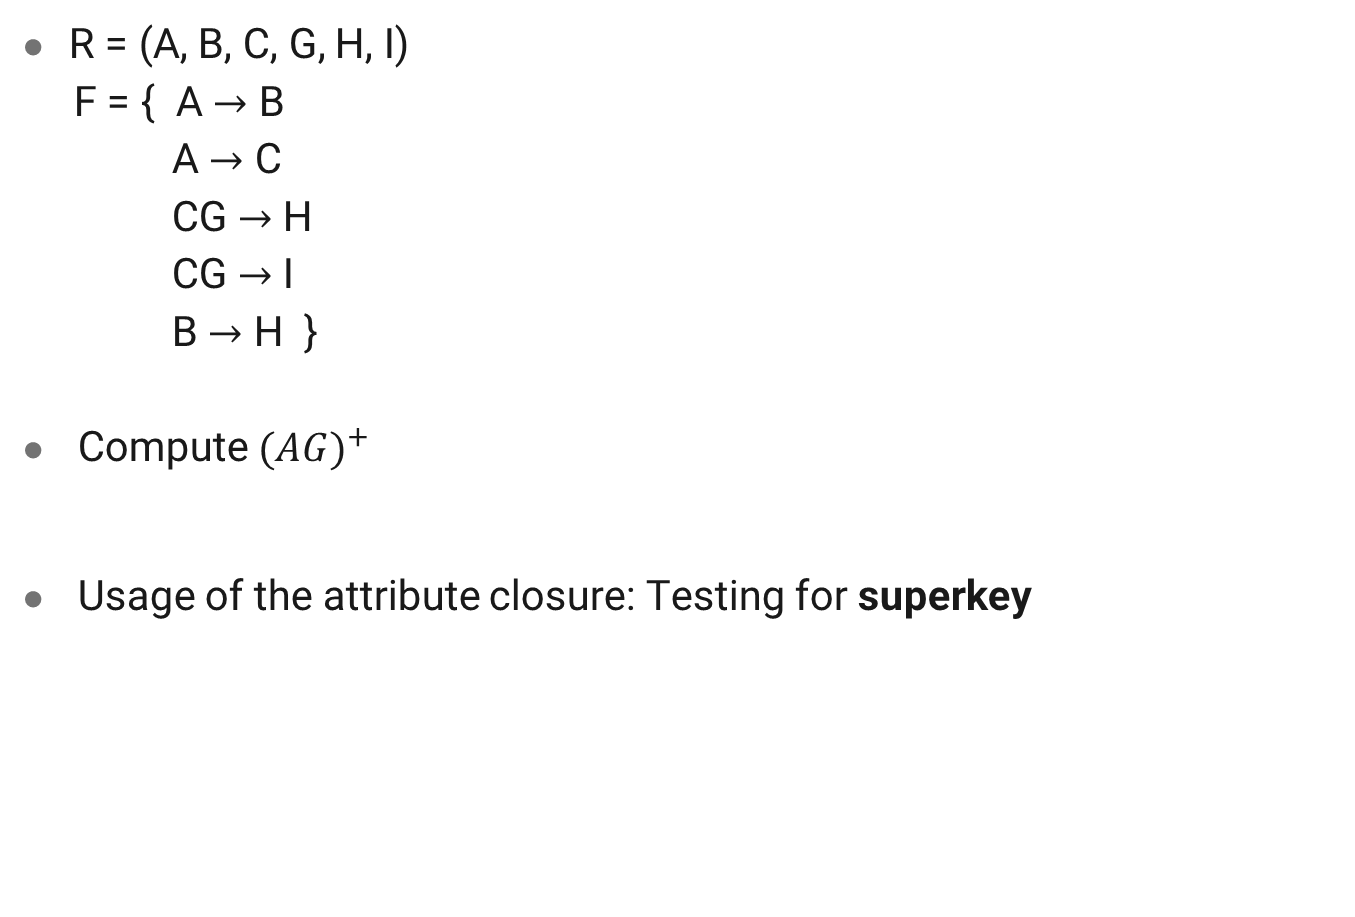 • R = (A, B, C, G, H, I)
F = { A → B
A → C
CG → H
CG → I
B → H }
• Compute (AG)⁺
• Usage of the attribute closure: Testing for superkey